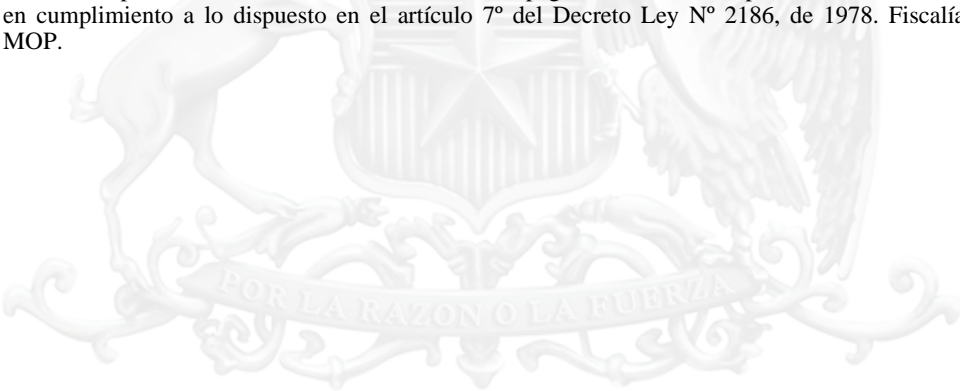 en cumplimiento a lo dispuesto en el artículo 7º del Decreto Ley Nº 2186, de 1978. Fiscalía
MOP.
POR LA RAZON O LA FUERZA